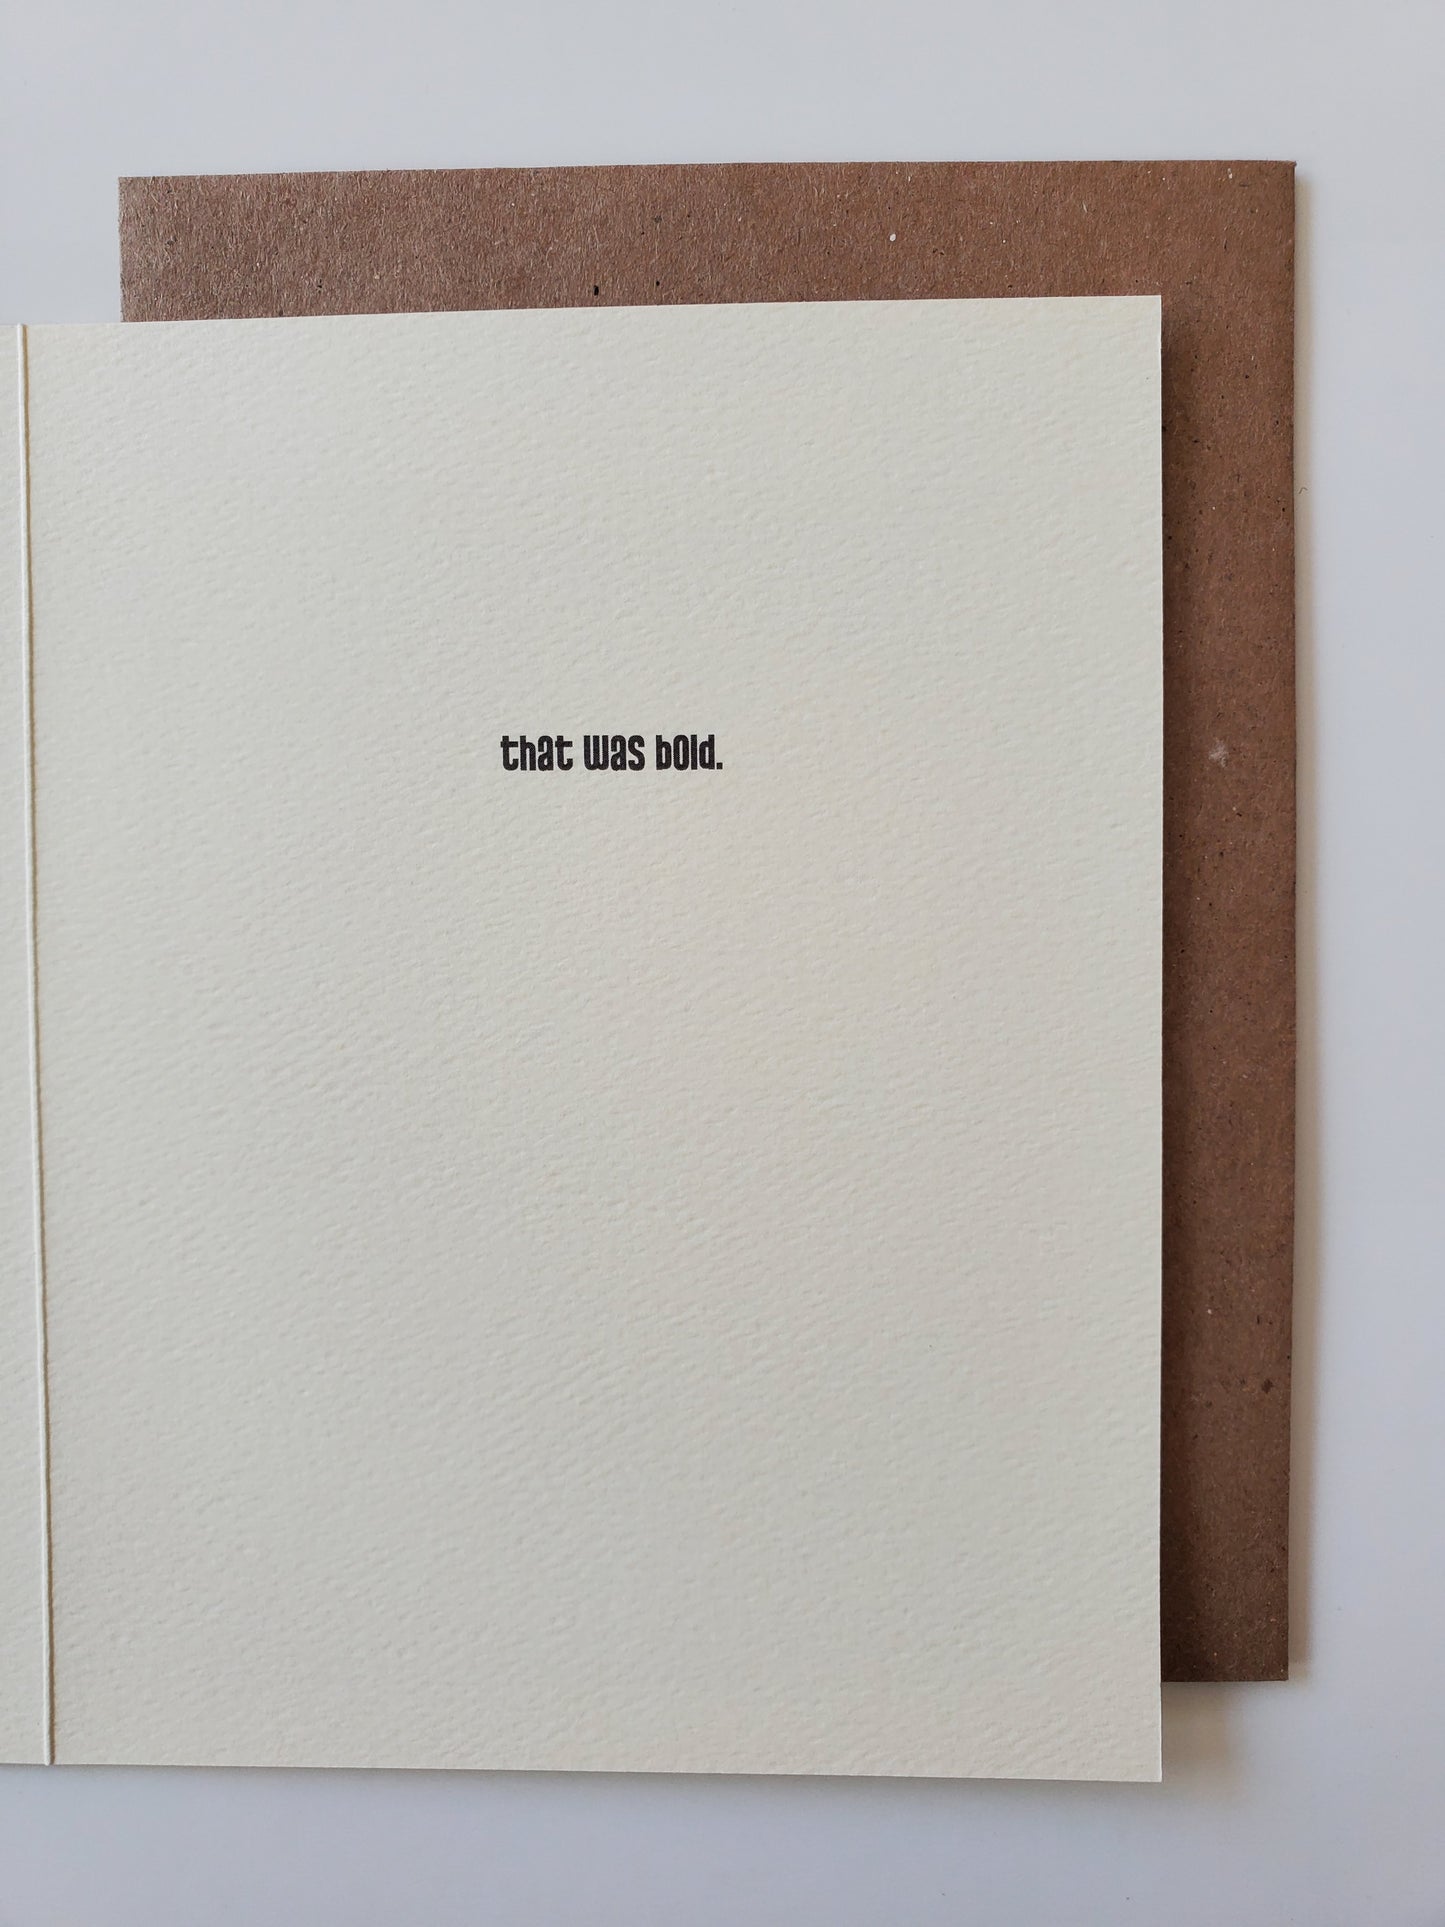 that was bold.